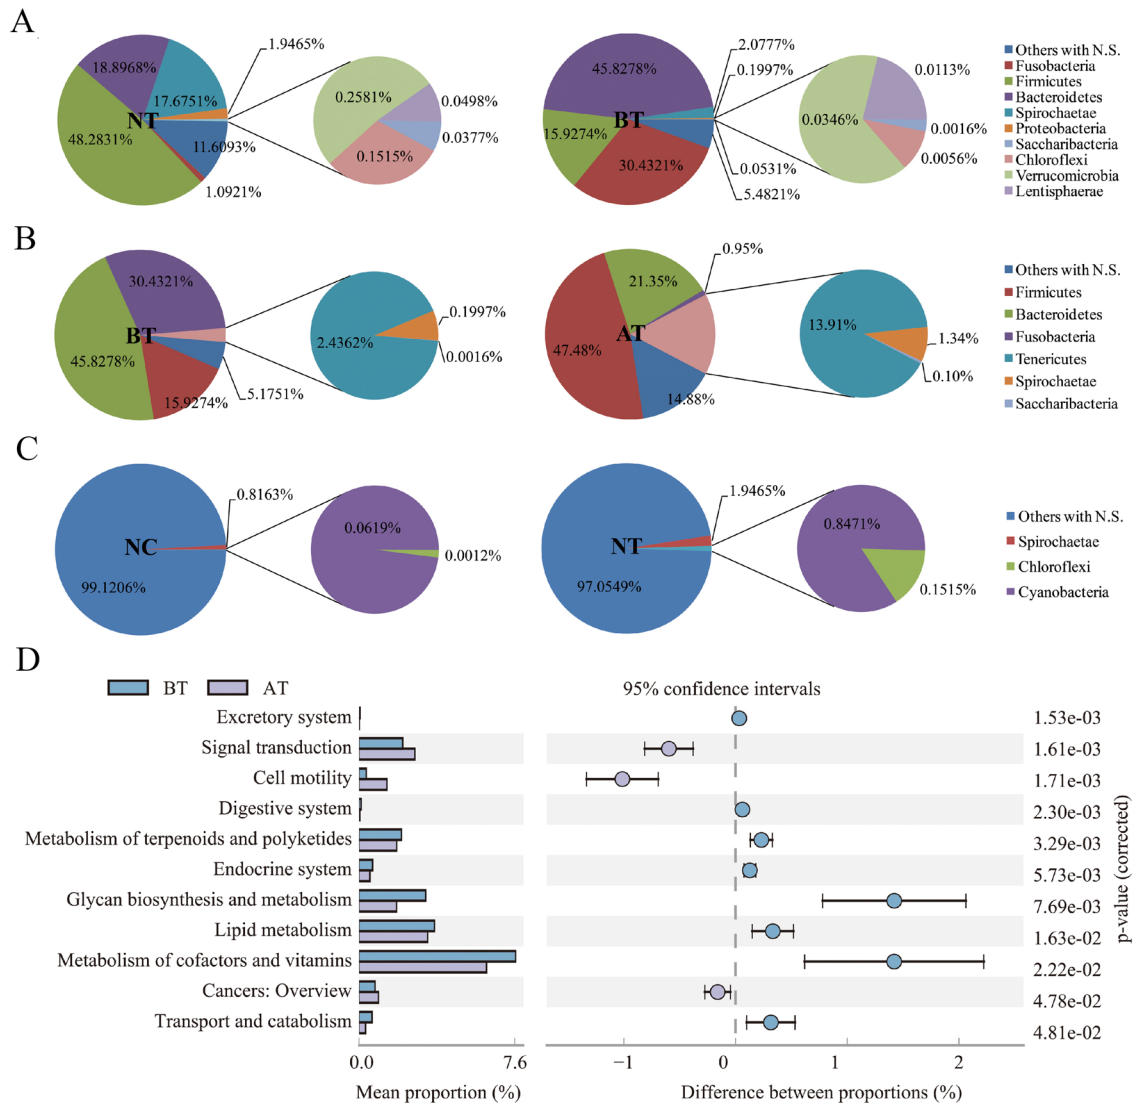 A
1.9465%
18.8968%
17.6751%
NT
48.2831%
11.6093%
1.0921%
0.2581%
0.0498%
0.0377%
0.1515%
2.0777%
45.8278%
0.1997%
BT
15.9274%
30.4321%
0.0531%
5.4821%
0.0113%
0.0346%
0.0016%
0.0056%
Others with N.S.
Fusobacteria
Firmicutes
Bacteroidetes
Spirochaetae
Proteobacteria
Saccharibacteria
Chloroflexi
Verrucomicrobia
Lentisphaerae
B
30.4321%
BT
45.8278%
15.9274%
5.1751%
0.1997%
2.4362%
0.0016%
0.95%
21.35%
AT
47.48%
14.88%
13.91%
1.34%
0.10%
Others with N.S.
Firmicutes
Bacteroidetes
Fusobacteria
Tenericutes
Spirochaetae
Saccharibacteria
C
0.8163%
NC
99.1206%
0.0619%
0.0012%
1.9465%
NT
97.0549%
0.8471%
0.1515%
Others with N.S.
Spirochaetae
Chloroflexi
Cyanobacteria
D
BT AT
95% confidence intervals
Excretory system 1.53e-03
Signal transduction 1.61e-03
Cell motility 1.71e-03
Digestive system 2.30e-03
Metabolism of terpenoids and polyketides 3.29e-03
Endocrine system 5.73e-03
Glycan biosynthesis and metabolism 7.69e-03
Lipid metabolism 1.63e-02
Metabolism of cofactors and vitamins 2.22e-02
Cancers: Overview 4.78e-02
Transport and catabolism 4.81e-02
p-value (corrected)
0.0 7.6 −1 0 1 2
Mean proportion (%) Difference between proportions (%)